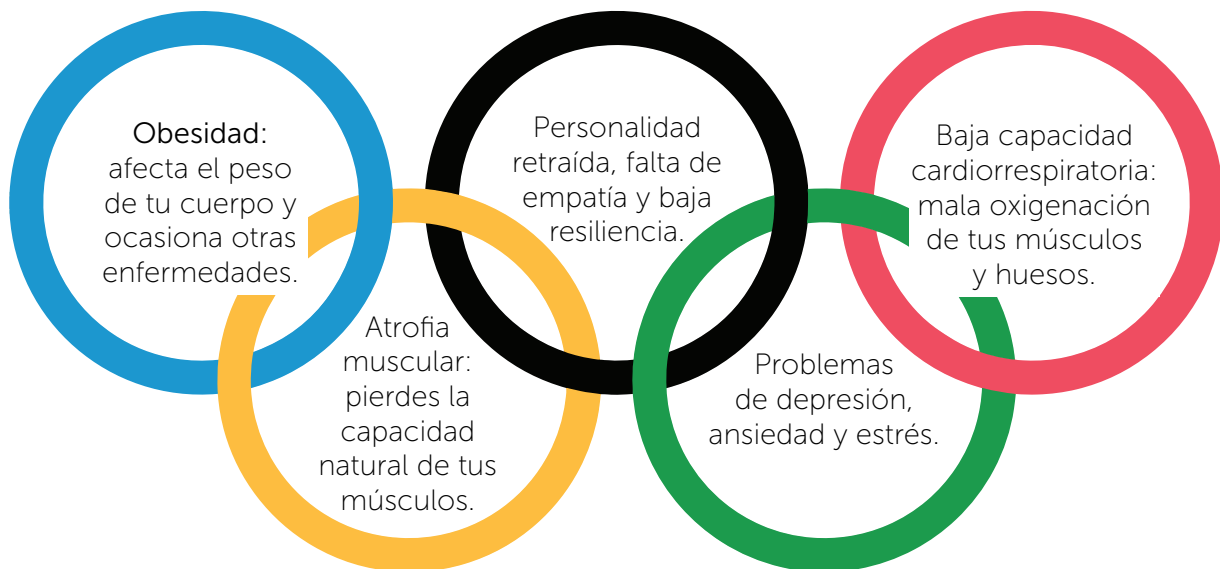 Obesidad:
afecta el peso
de tu cuerpo y
ocasiona otras
enfermedades.
Atrofia
muscular:
pierdes la
capacidad
natural de tus
músculos.
Personalidad
retraída, falta de
empatía y baja
resiliencia.
Problemas
de depresión,
ansiedad y estrés.
Baja capacidad
cardiorrespiratoria:
mala oxigenación
de tus músculos
y huesos.